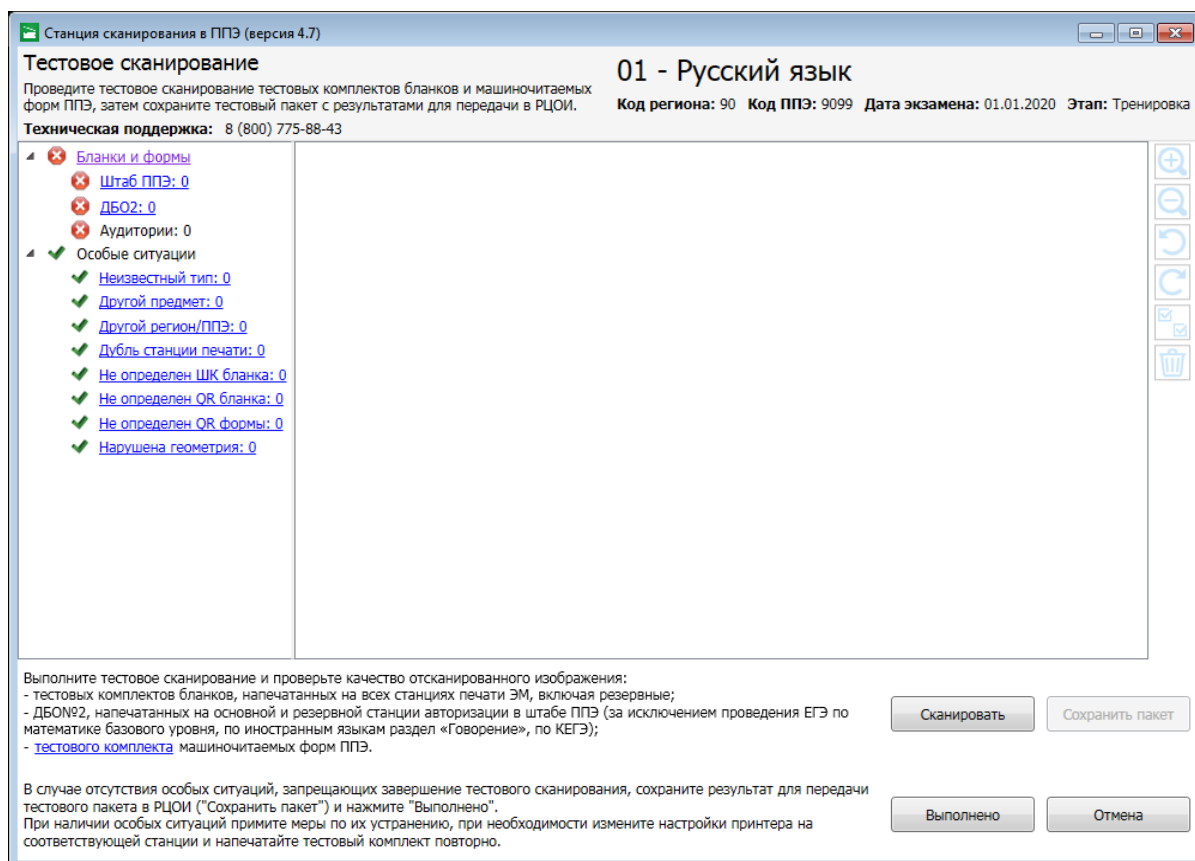 Станция сканирования в ППЭ (версия 4.7)
Тестовое сканирование
Проведите тестовое сканирование тестовых комплектов бланков и машиночитаемых
форм ППЭ, затем сохраните тестовый пакет с результатами для передачи в РЦОИ.
Техническая поддержка: 8 (800) 775-88-43
01 - Русский язык
Код региона: 90 Код ППЭ: 9099 Дата экзамена: 01.01.2020 Этап: Тренировка
Бланки и формы
Штаб ППЭ: 0
ДБО2: 0
Аудитории: 0
Особые ситуации
Неизвестный тип: 0
Другой предмет: 0
Другой регион/ППЭ: 0
Дубль станции печати: 0
Не определен ШК бланка: 0
Не определен QR бланка: 0
Не определен QR формы: 0
Нарушена геометрия: 0
Выполните тестовое сканирование и проверьте качество отсканированного изображения:
- тестовых комплектов бланков, напечатанных на всех станциях печати ЭМ, включая резервные;
- ДБО№2, напечатанных на основной и резервной станции авторизации в штабе ППЭ (за исключением проведения ЕГЭ по
математике базового уровня, по иностранным языкам раздел «Говорение», по КЕГЭ);
- тестового комплекта машиночитаемых форм ППЭ.
Сканировать
Сохранить пакет
В случае отсутствия особых ситуаций, запрещающих завершение тестового сканирования, сохраните результат для передачи
тестового пакета в РЦОИ ("Сохранить пакет") и нажмите "Выполнено".
При наличии особых ситуаций примите меры по их устранению, при необходимости измените настройки принтера на
соответствующей станции и напечатайте тестовый комплект повторно.
Выполнено
Отмена